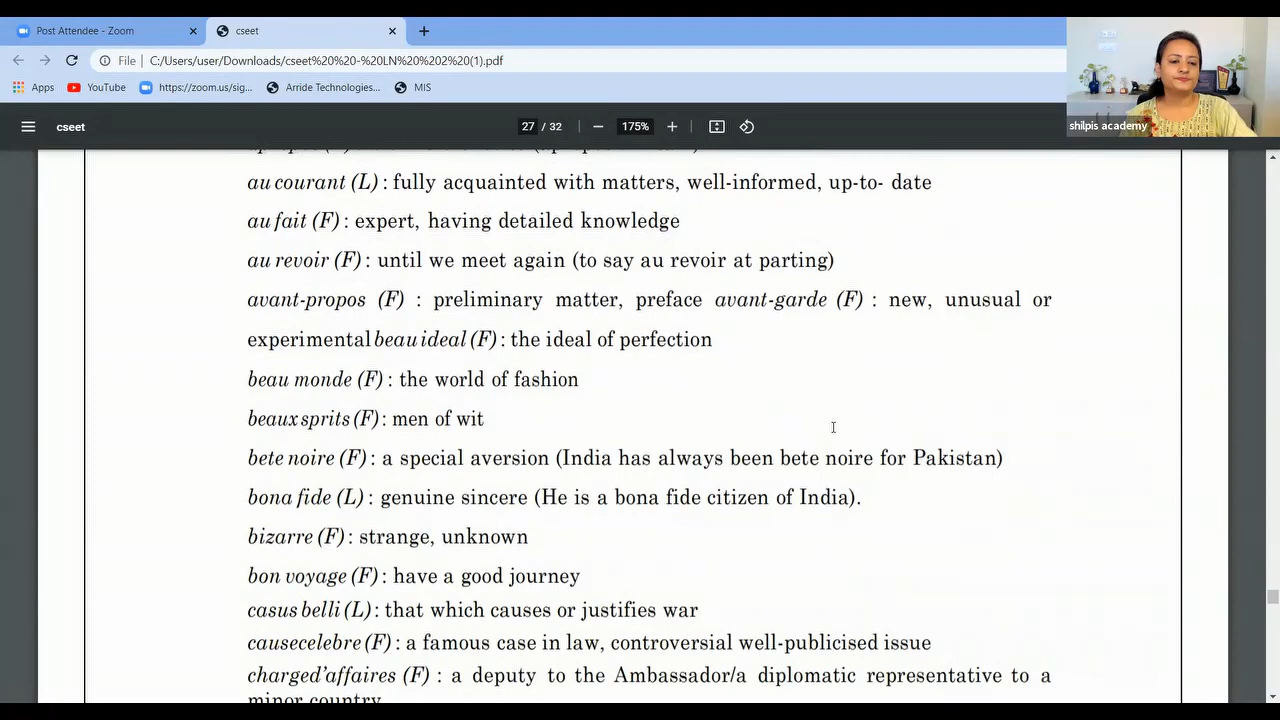 Post Attendee - Zoom
cseet
File
C:/Users/user/Downloads/cseet%20%20-%20LN%20%202%20(1).pdf
Apps
YouTube
https://zoom.us/sig...
Arride Technologies...
MIS
shilpis academy
cseet
27 / 32
175%
au courant (L) : fully acquainted with matters, well-informed, up-to- date
au fait (F) : expert, having detailed knowledge
au revoir (F) : until we meet again (to say au revoir at parting)
avant-propos (F) : preliminary matter, preface avant-garde (F) : new, unusual or
experimental beau ideal (F) : the ideal of perfection
beau monde (F) : the world of fashion
beaux sprits (F) : men of wit
bete noire (F) : a special aversion (India has always been bete noire for Pakistan)
bona fide (L) : genuine sincere (He is a bona fide citizen of India).
bizarre (F) : strange, unknown
bon voyage (F) : have a good journey
casus belli (L) : that which causes or justifies war
causecelebre (F) : a famous case in law, controversial well-publicised issue
charged'affaires (F) : a deputy to the Ambassador/a diplomatic representative to a
minor country